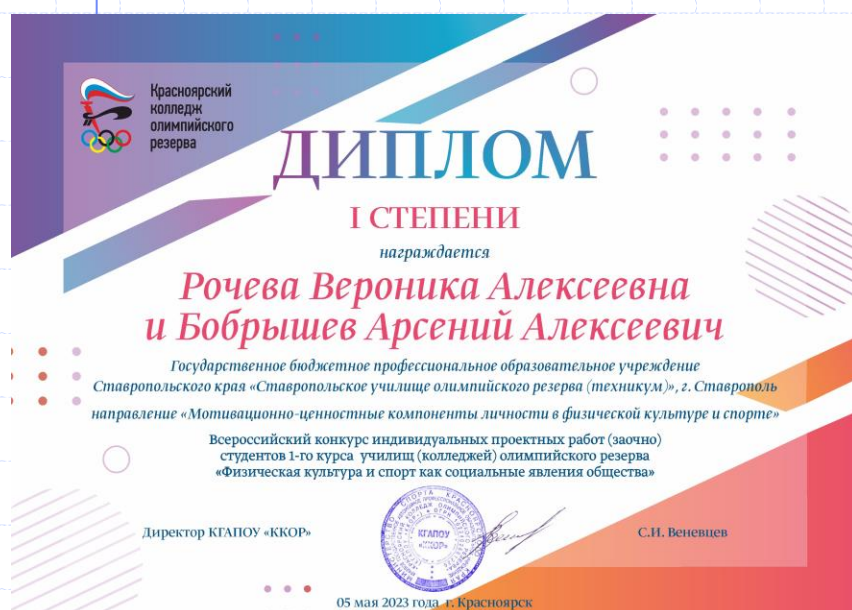 Красноярский
колледж
олимпийского
резерва
ДИПЛОМ
I СТЕПЕНИ
награждается
Рочева Вероника Алексеевна
и Бобрышев Арсений Алексеевич
Государственное бюджетное профессиональное образовательное учреждение
Ставропольского края «Ставропольское училище олимпийского резерва (техникум)», г. Ставрополь
направление «Мотивационно-ценностные компоненты личности в физической культуре и спорте»
Всероссийский конкурс индивидуальных проектных работ (заочно)
студентов 1-го курса училищ (колледжей) олимпийского резерва
«Физическая культура и спорт как социальные явления общества»
Директор КГАПОУ «ККОР»
КГАПОУ
«ККОР»
С.И. Веневцев
05 мая 2023 года г. Красноярск